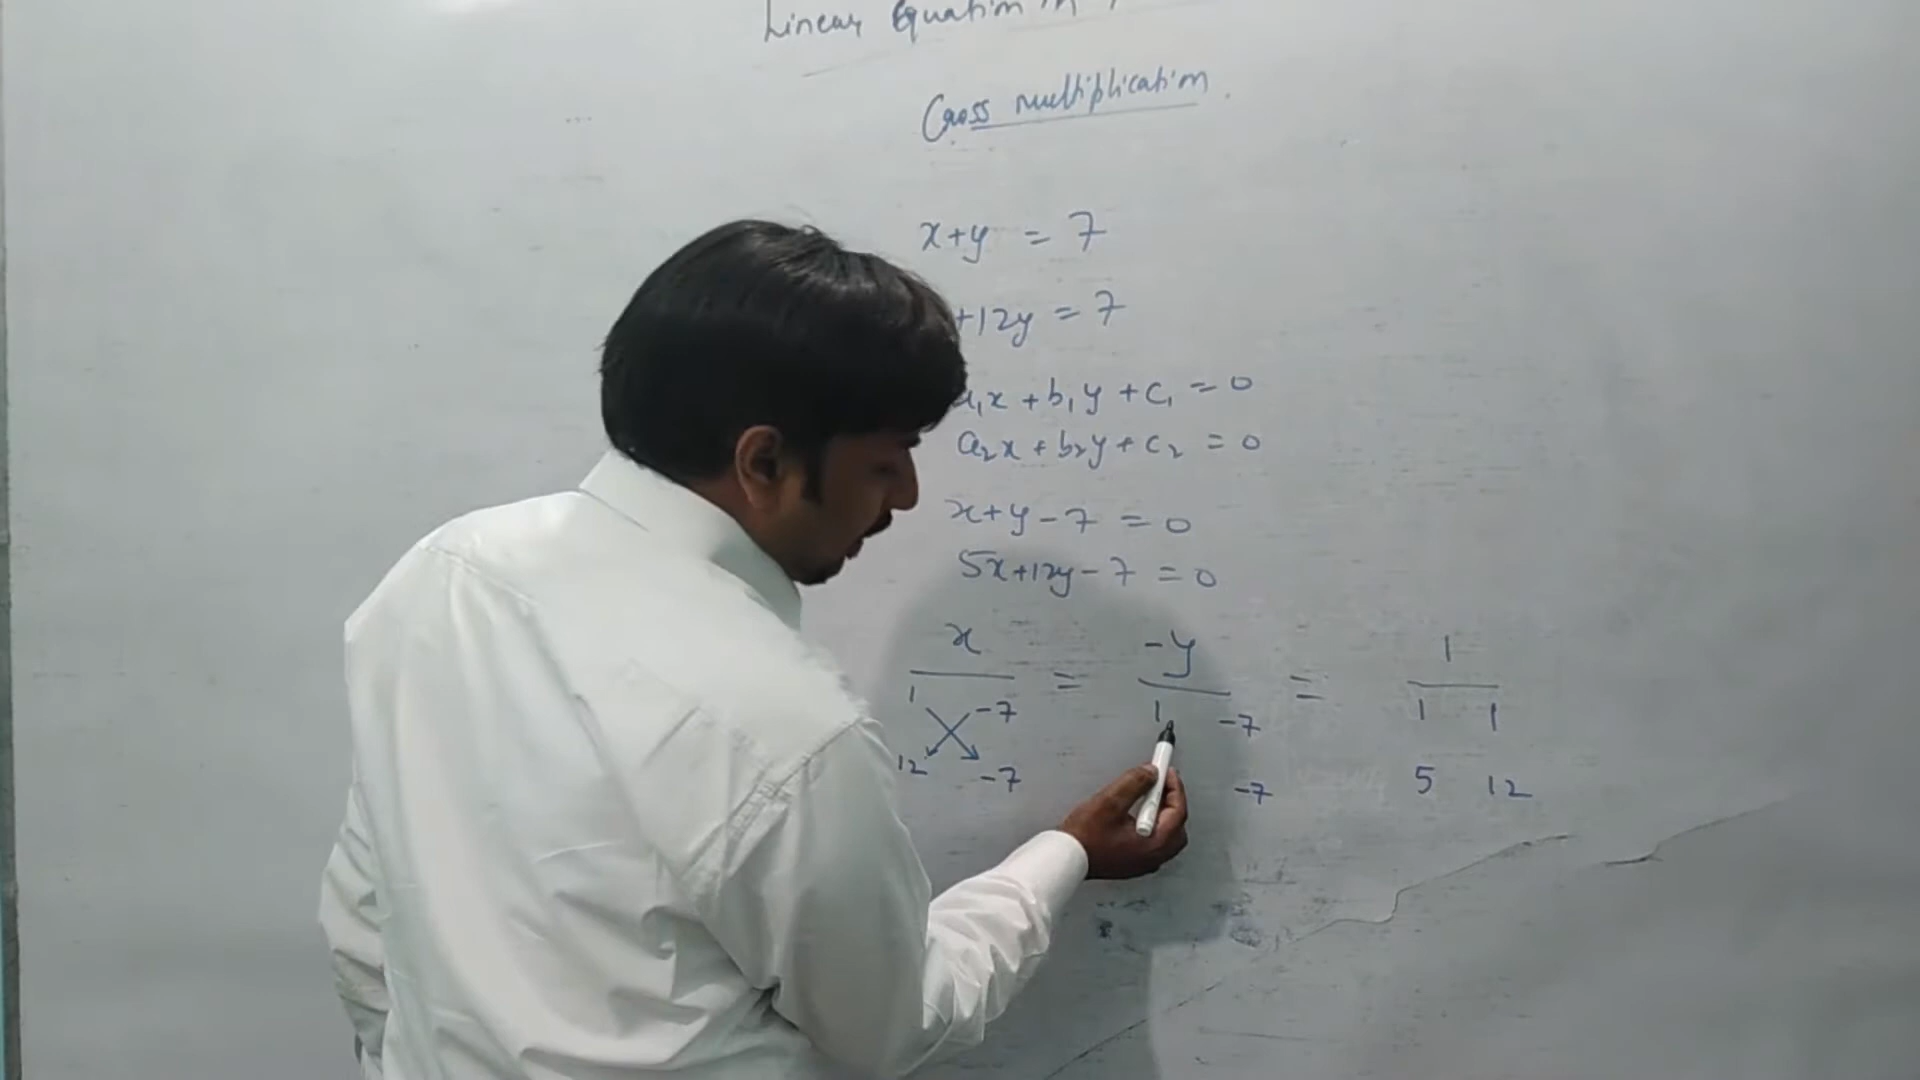 Linear Equation in
Cross multiplication.
x+y = 7
+12y = 7
a₁x + b₁y + c₁ = 0
a₂x + b₂y + c₂ = 0
x+y-7 = 0
5x+12y-7 = 0
x = -y = 1
1 -7 1 -7 1 1
12 -7 -7 5 12